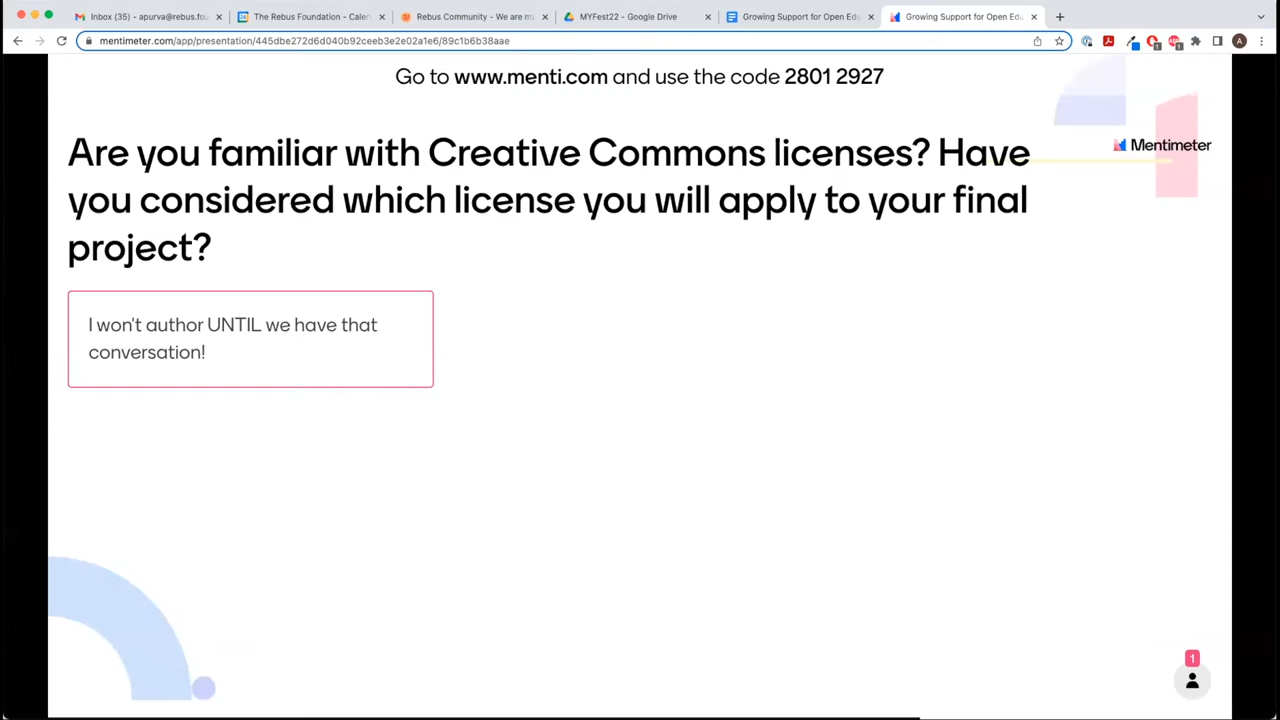 Inbox (35) - apurva@rebus.fou
The Rebus Foundation - Calen
Rebus Community - We are ma
MYFest22 - Google Drive
Growing Support for Open Edu
Growing Support for Open Edu
mentimeter.com/app/presentation/445dbe272d6d040b92ceeb3e2e02a1e6/89c1b6b38aae
A
Go to www.menti.com and use the code 2801 2927
Mentimeter
Are you familiar with Creative Commons licenses? Have
you considered which license you will apply to your final
project?
I won't author UNTIL we have that
conversation!
1